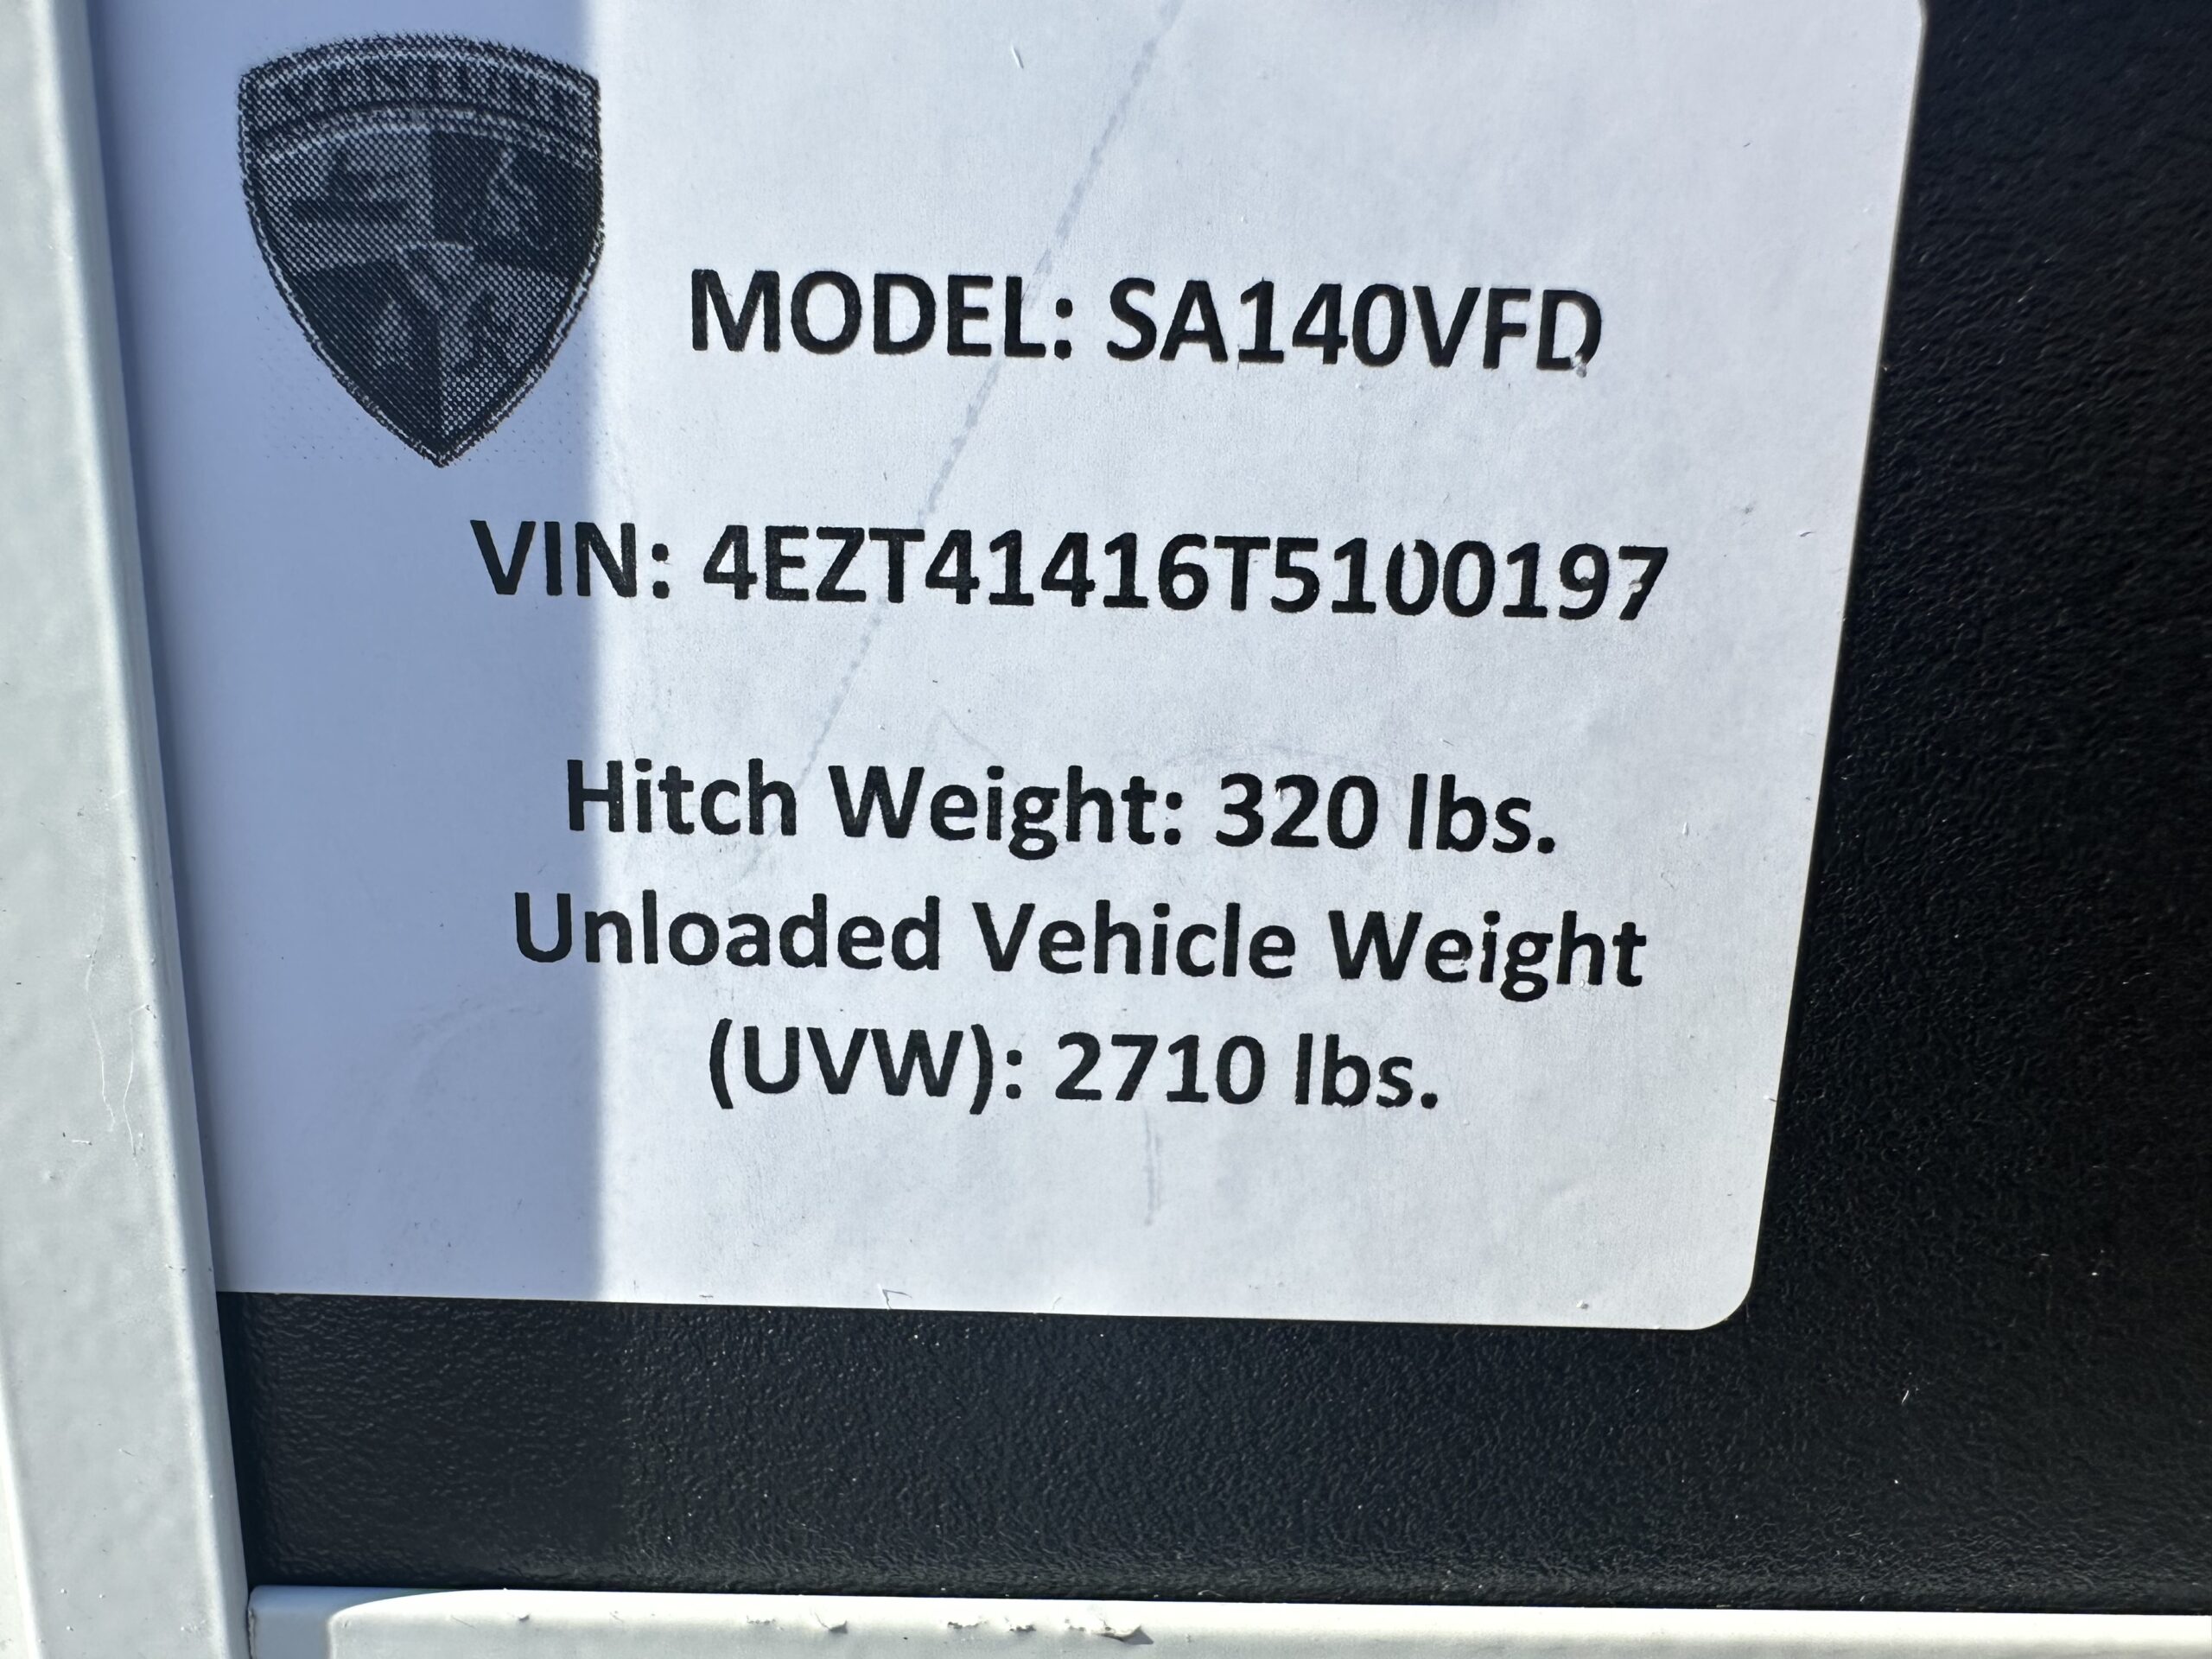 MODEL: SA140VFD
VIN: 4EZT41416T5100197
Hitch Weight: 320 lbs.
Unloaded Vehicle Weight
(UVW): 2710 lbs.